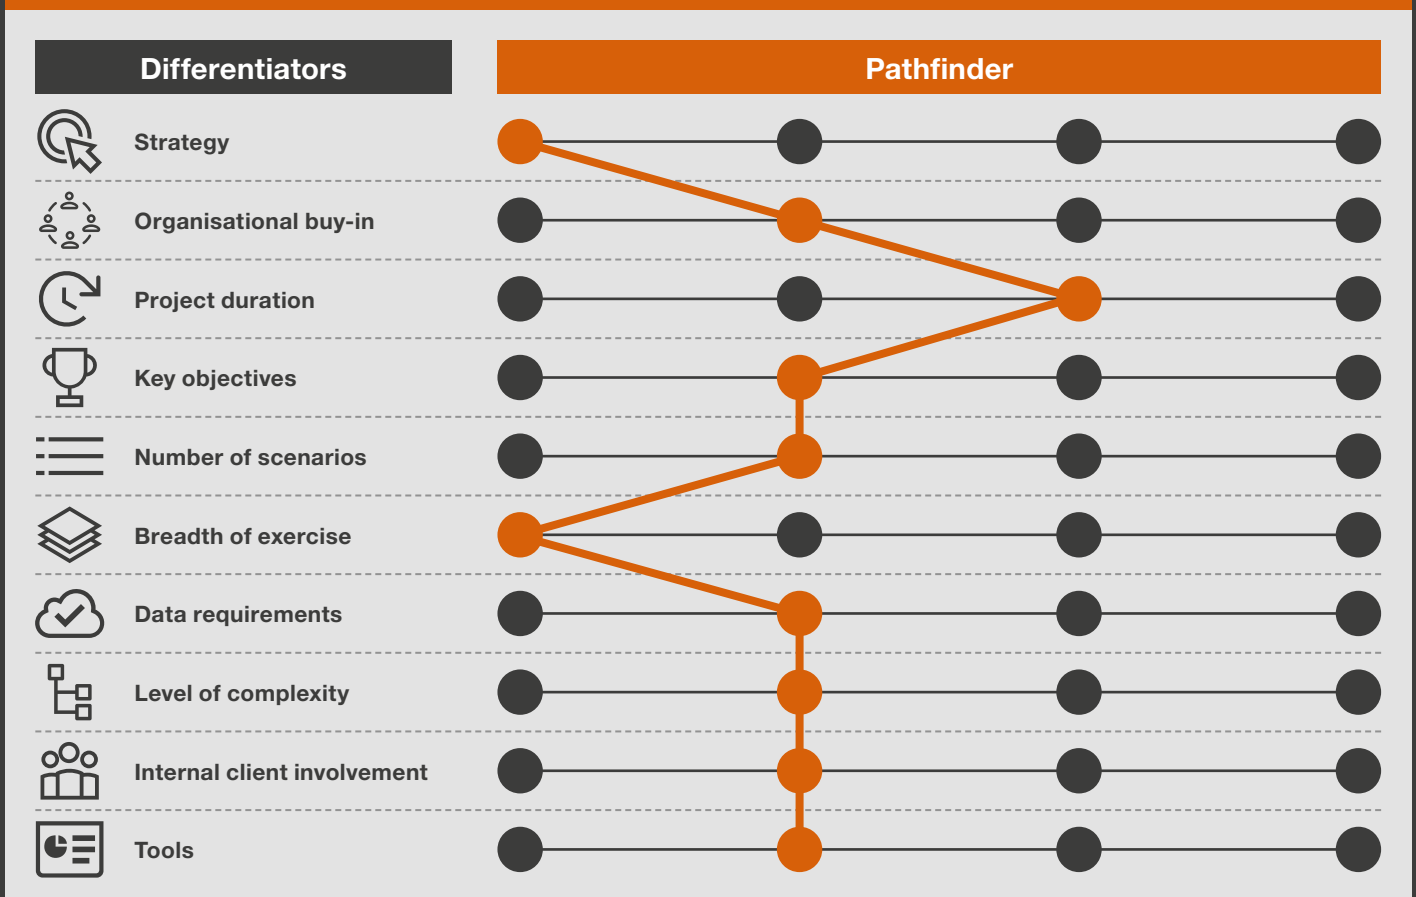 Differentiators
Pathfinder
Strategy
Organisational buy-in
Project duration
Key objectives
Number of scenarios
Breadth of exercise
Data requirements
Level of complexity
Internal client involvement
Tools